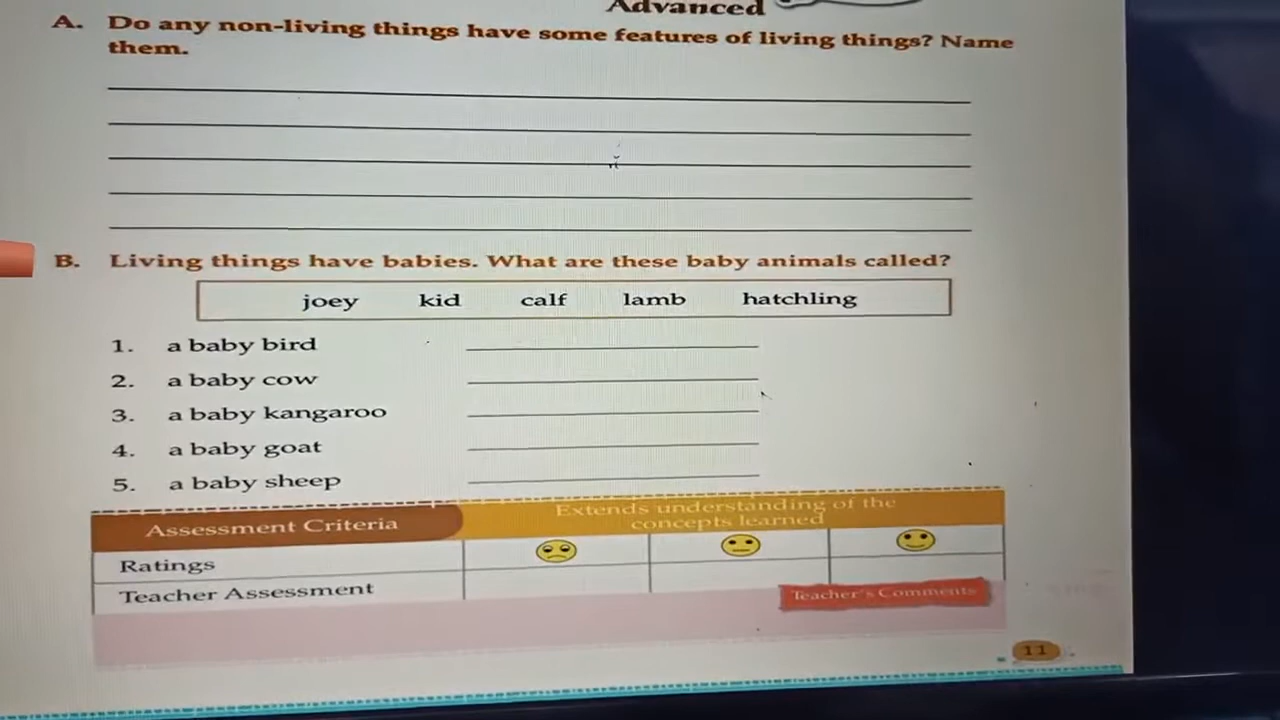 Advanced
A. Do any non-living things have some features of living things? Name
them.
B. Living things have babies. What are these baby animals called?
joey kid calf lamb hatchling
1. a baby bird
2. a baby cow
3. a baby kangaroo
4. a baby goat
5. a baby sheep
Assessment Criteria
Extends understanding of the
concepts learned
Ratings
Teacher Assessment
Teacher's Comments
11